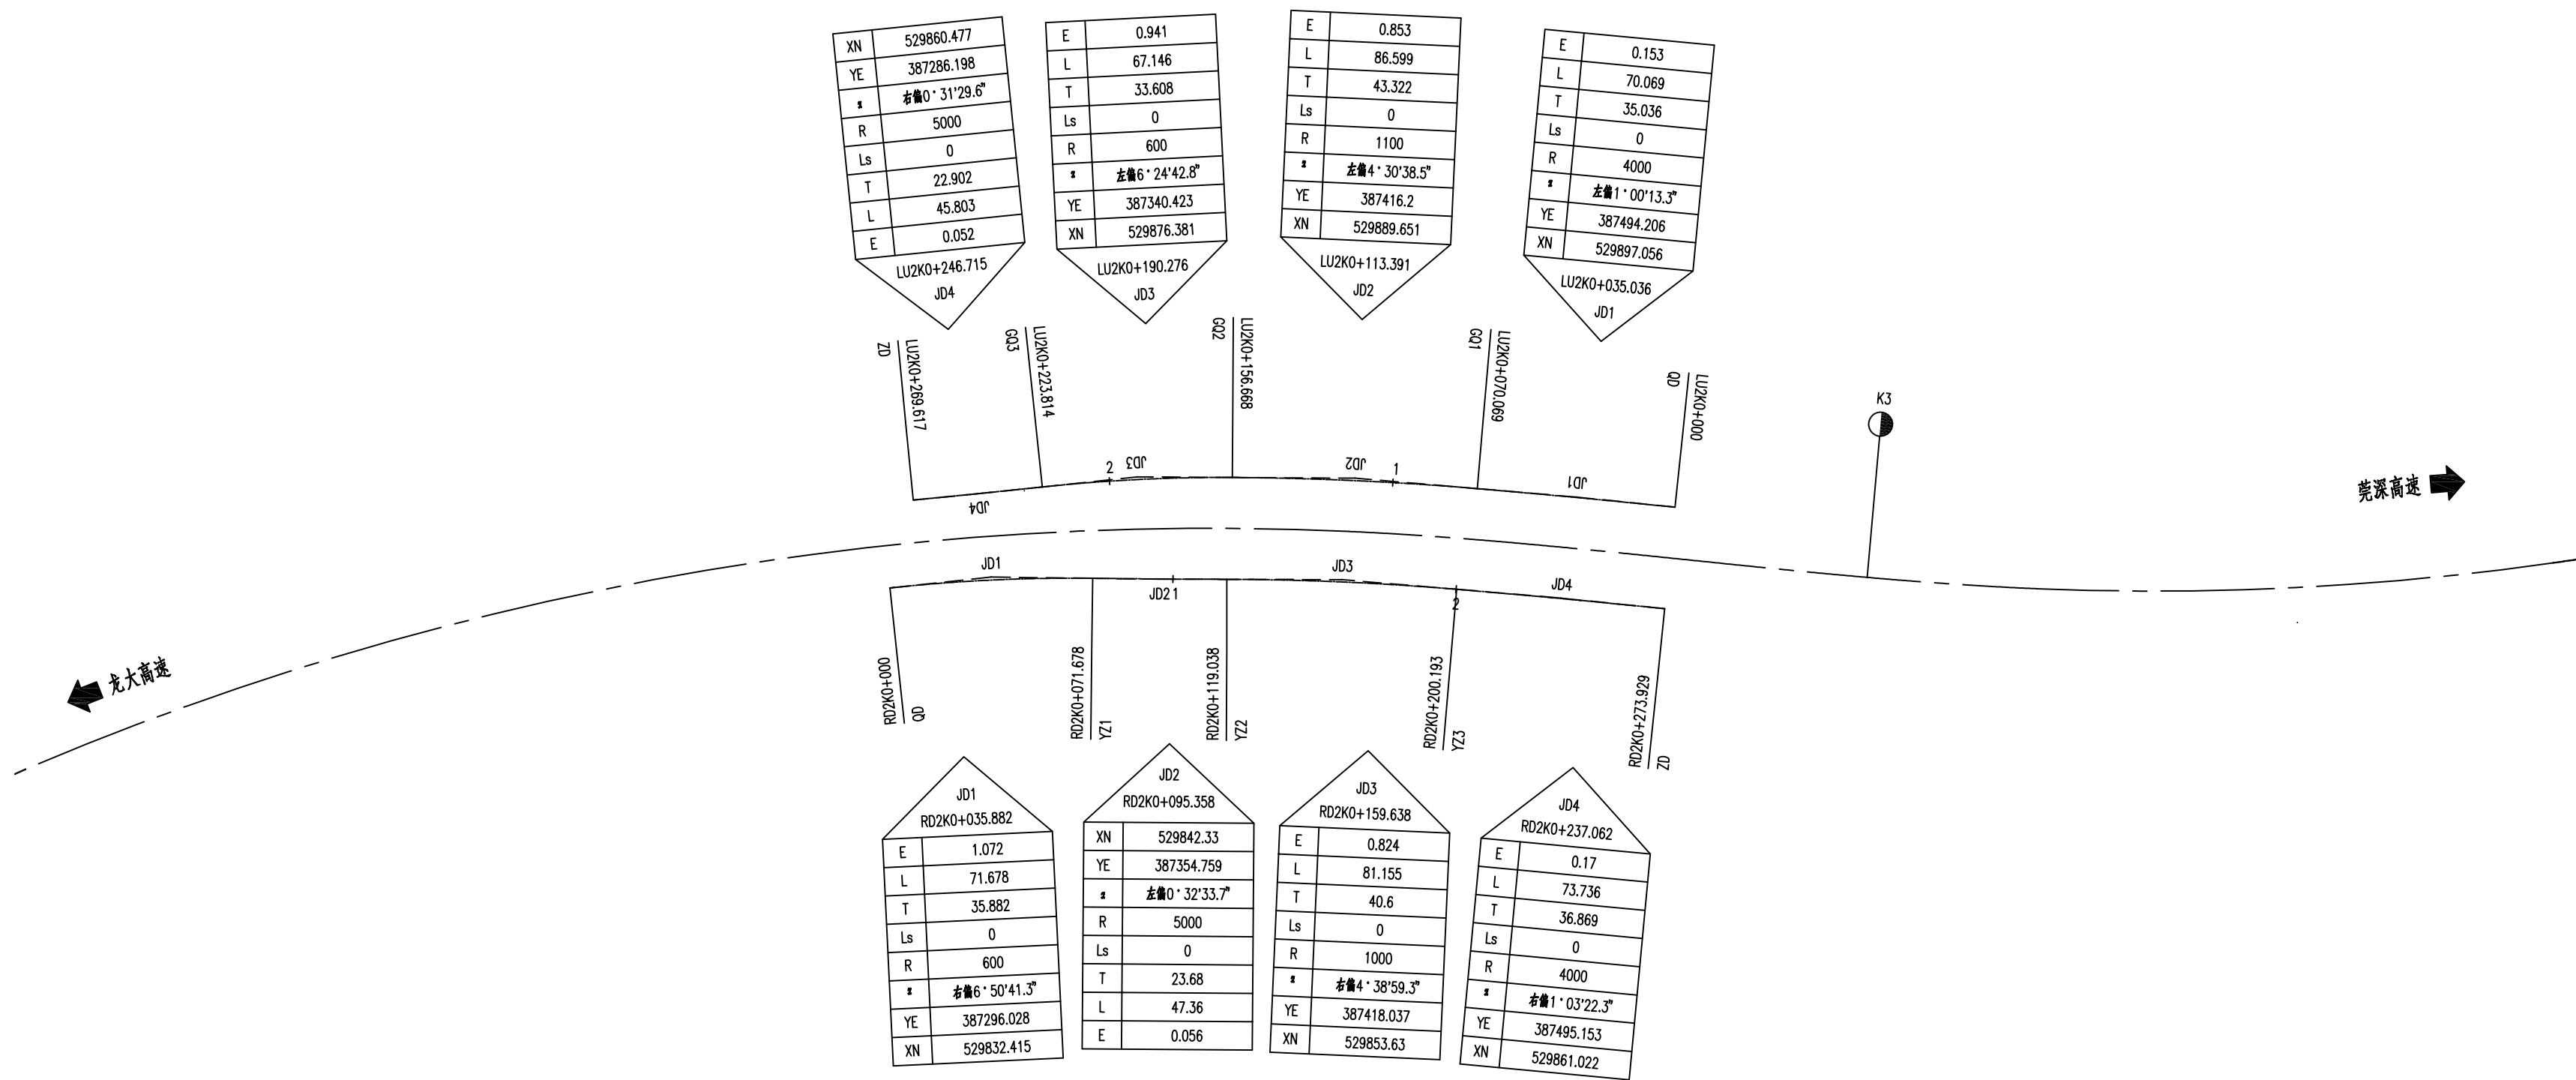 XN 529860.477
YE 387286.198
右偏0°31'29.6"
R 5000
Ls 0
T 22.902
L 45.803
E 0.052
LU2K0+246.715
JD4
E 0.941
L 67.146
T 33.608
Ls 0
R 600
左偏6°24'42.8"
YE 387340.423
XN 529876.381
LU2K0+190.276
JD3
E 0.853
L 86.599
T 43.322
Ls 0
R 1100
左偏4°30'38.5"
YE 387416.2
XN 529889.651
LU2K0+113.391
JD2
E 0.153
L 70.069
T 35.036
Ls 0
R 4000
左偏1°00'13.3"
YE 387494.206
XN 529897.056
LU2K0+035.036
JD1
ZD
LU2K0+269.617
GQ3
LU2K0+223.814
GQ2
LU2K0+156.668
GQ1
LU2K0+070.069
QD
LU2K0+000
K3
JD4
2
JD3
JD2
1
JD1
莞深高速
龙大高速
JD1
JD2
1
JD3
2
JD4
RD2K0+000
QD
RD2K0+071.678
YZ1
RD2K0+119.038
YZ2
RD2K0+200.193
YZ3
RD2K0+273.929
ZD
JD1
RD2K0+035.882
E 1.072
L 71.678
T 35.882
Ls 0
R 600
右偏6°50'41.3"
YE 387296.028
XN 529832.415
JD2
RD2K0+095.358
XN 529842.33
YE 387354.759
左偏0°32'33.7"
R 5000
Ls 0
T 23.68
L 47.36
E 0.056
JD3
RD2K0+159.638
E 0.824
L 81.155
T 40.6
Ls 0
R 1000
右偏4°38'59.3"
YE 387418.037
XN 529853.63
JD4
RD2K0+237.062
E 0.17
L 73.736
T 36.869
Ls 0
R 4000
右偏1°03'22.3"
YE 387495.153
XN 529861.022